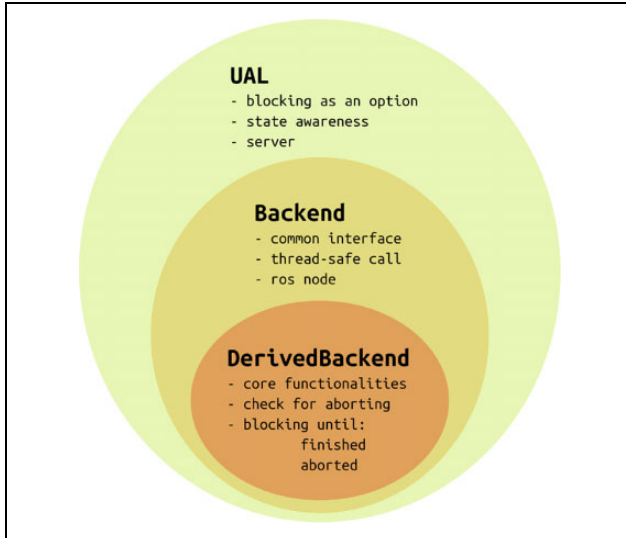 UAL
- blocking as an option
- state awareness
- server
Backend
- common interface
- thread-safe call
- ros node
DerivedBackend
- core functionalities
- check for aborting
- blocking until:
finished
aborted